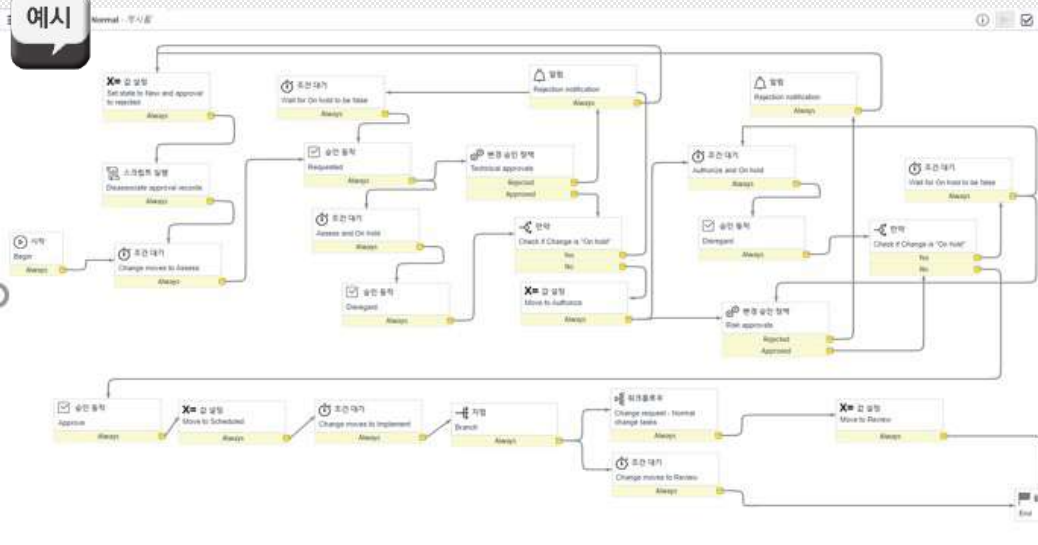 예시
Normal - 게시됨
X= 값 설정
Set state to New and approval
to rejected
Always
조건 대기
Wait for On hold to be false
Always
알림
Rejection notification
Always
알림
Rejection notification
Always
승인 동작
Requested
Always
변경 승인 정책
Technical approvals
Rejected
Approved
조건 대기
Authorize and On hold
Always
조건 대기
Wait for On hold to be false
Always
스크립트 실행
Disassociate approval records
Always
조건 대기
Assess and On hold
Always
만약
Check if Change is "On hold"
Yes
No
승인 동작
Disregard
Always
만약
Check if Change is "On hold"
Yes
No
시작
Begin
Always
조건 대기
Change moves to Assess
Always
승인 동작
Disregard
Always
X= 값 설정
Move to Authorize
Always
변경 승인 정책
Risk approvals
Rejected
Approved
승인 동작
Approve
Always
X= 값 설정
Move to Scheduled
Always
조건 대기
Change moves to Implement
Always
지점
Branch
Always
워크플로우
Change request - Normal
change tasks
Always
X= 값 설정
Move to Review
Always
조건 대기
Change moves to Review
Always
End